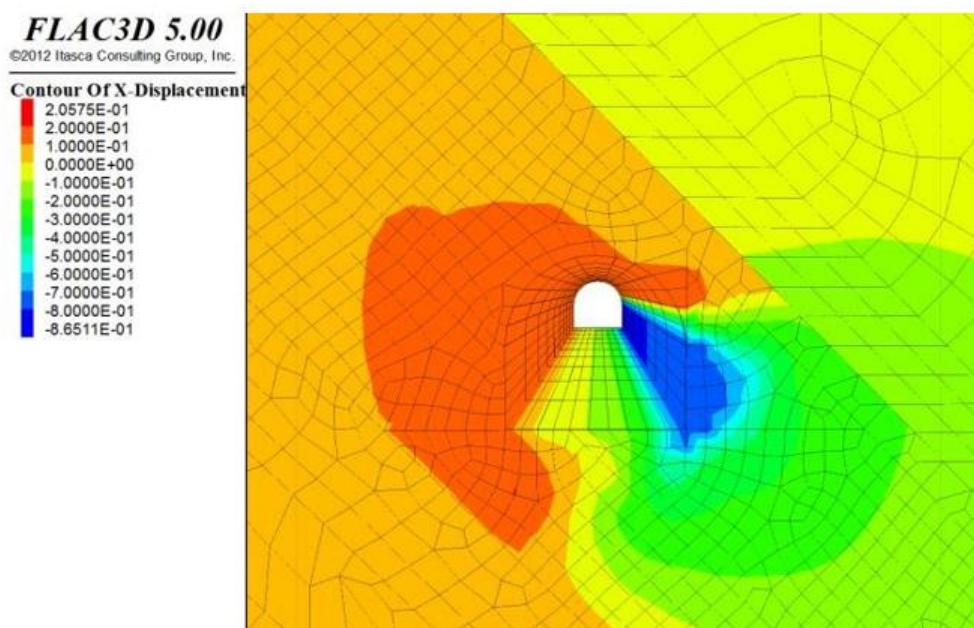 FLAC3D 5.00
©2012 Itasca Consulting Group, Inc.
Contour Of X-Displacement
2.0575E-01
2.0000E-01
1.0000E-01
0.0000E+00
-1.0000E-01
-2.0000E-01
-3.0000E-01
-4.0000E-01
-5.0000E-01
-6.0000E-01
-7.0000E-01
-8.0000E-01
-8.6511E-01